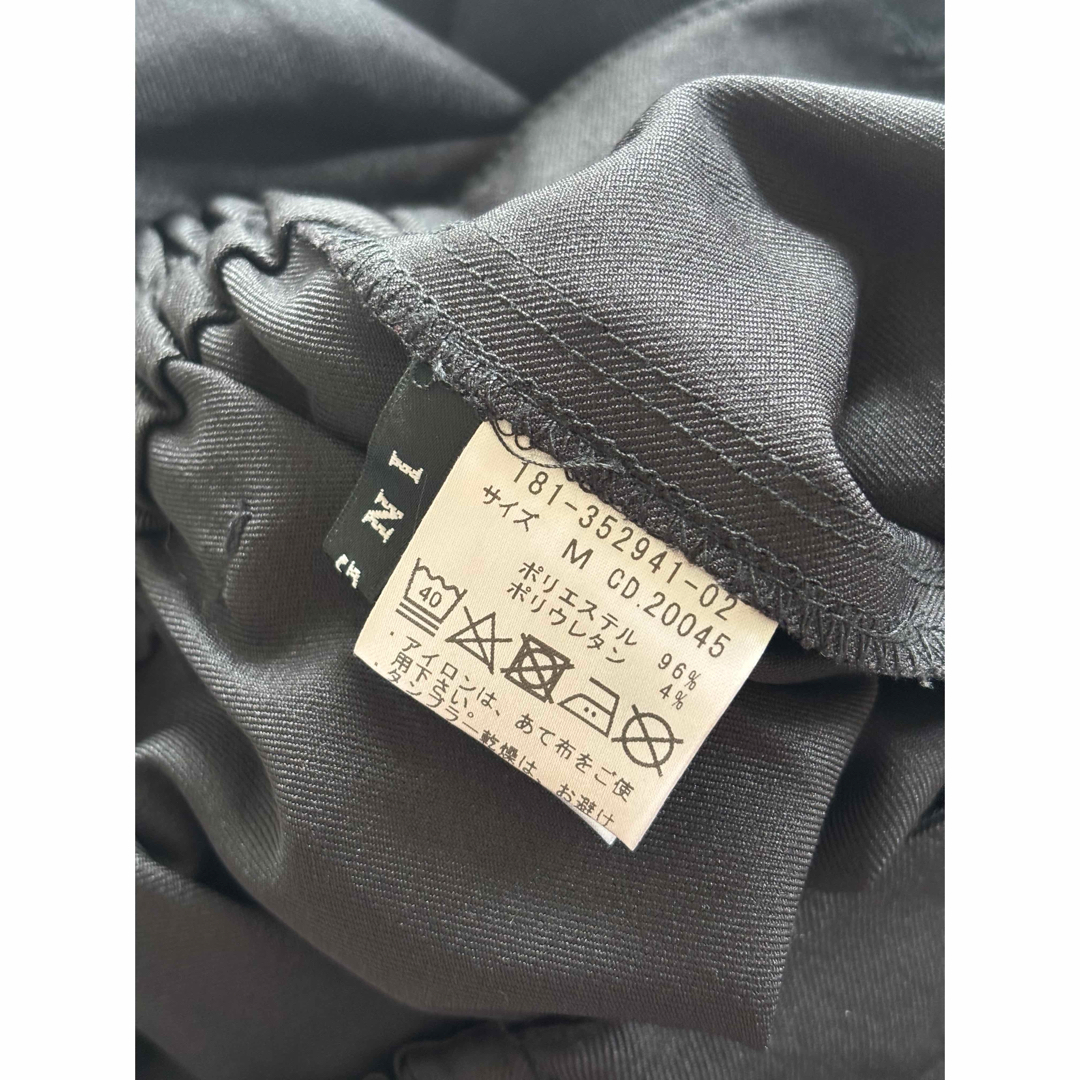 I N
181-352941-02
サイズ M CD.20045
ポリエステル 96%
ポリウレタン 4%
40
・アイロンは、あて布をご使
用下さい。
・タンブラー乾燥は、お避け